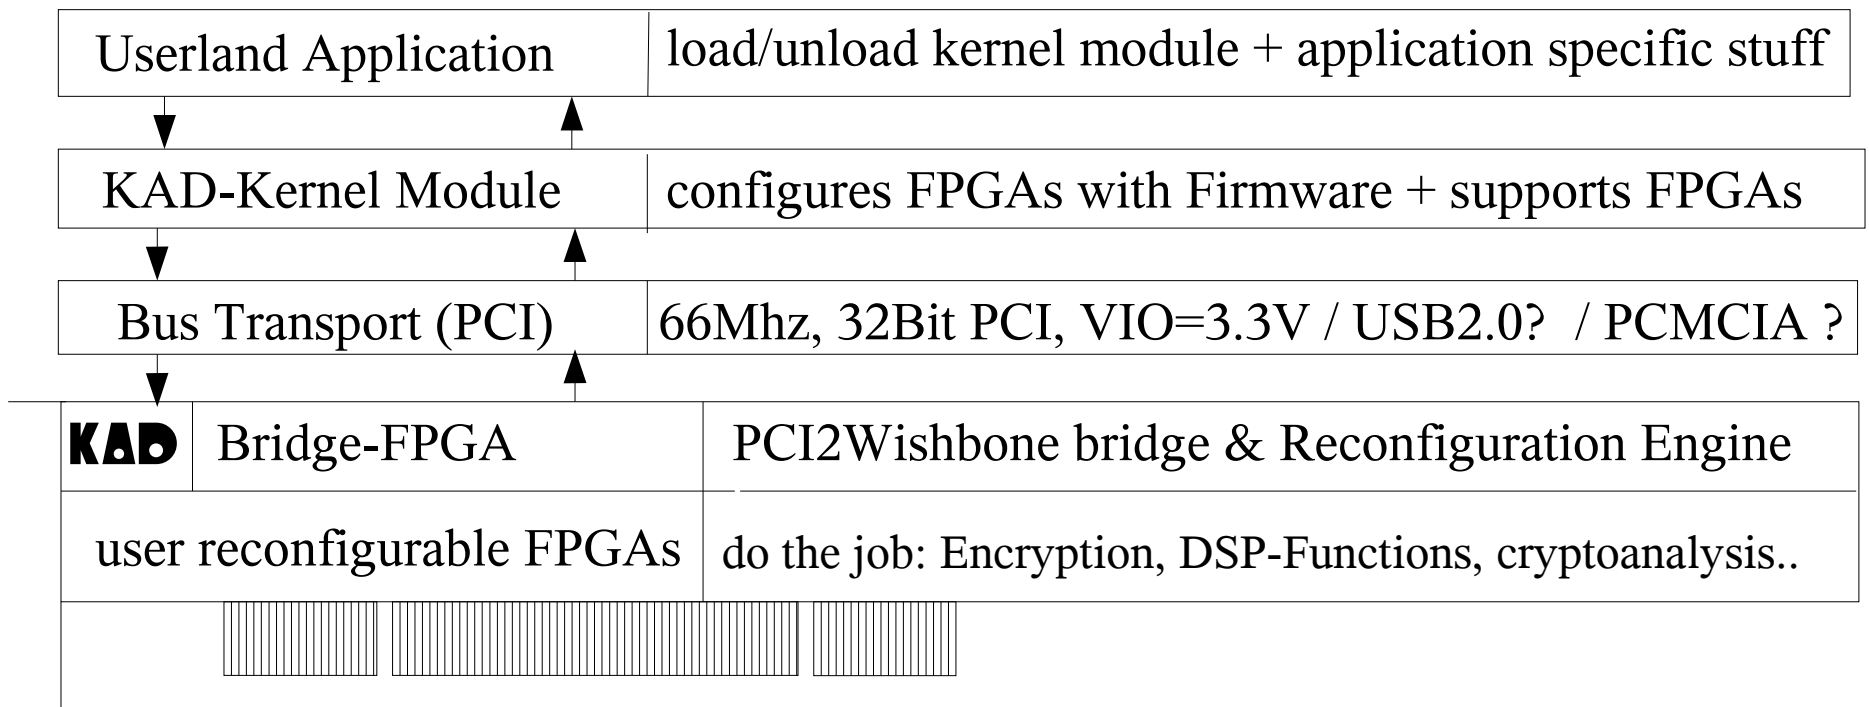 Userland Application load/unload kernel module + application specific stuff
KAD-Kernel Module configures FPGAs with Firmware + supports FPGAs
Bus Transport (PCI) 66Mhz, 32Bit PCI, VIO=3.3V / USB2.0? / PCMCIA ?
KAD Bridge-FPGA PCI2Wishbone bridge & Reconfiguration Engine
user reconfigurable FPGAs do the job: Encryption, DSP-Functions, cryptoanalysis..